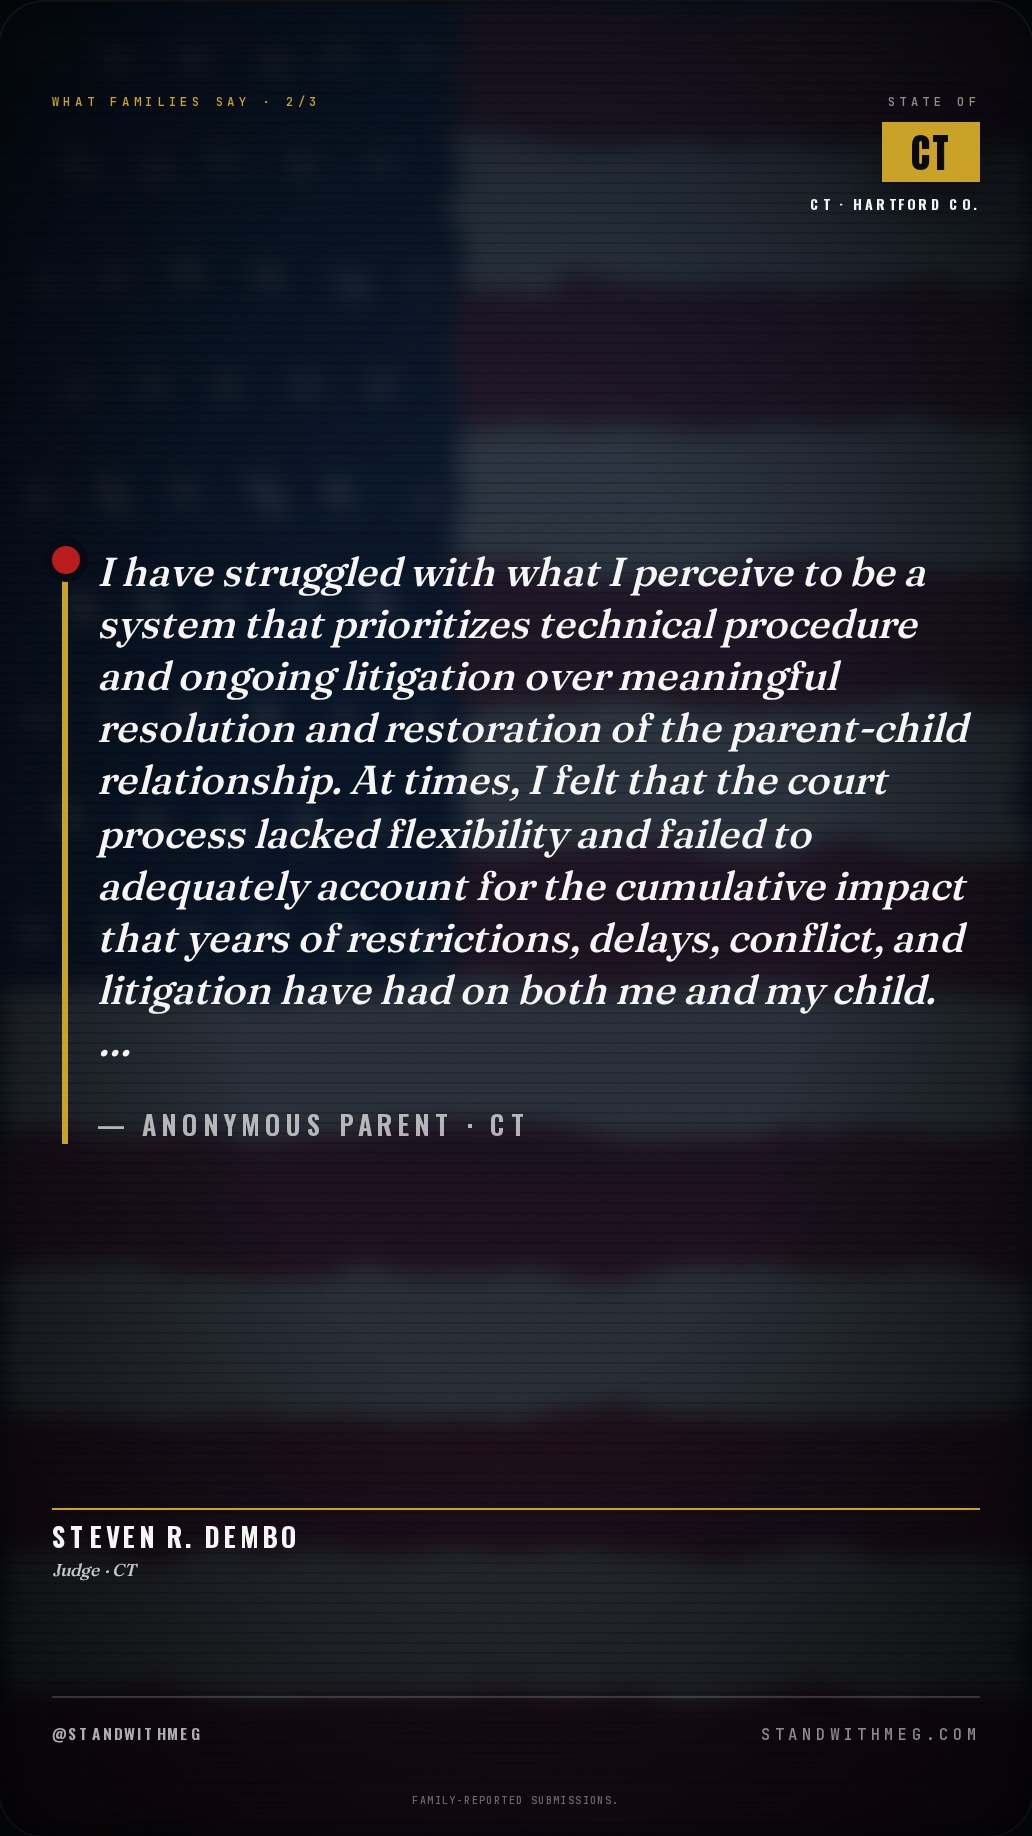 WHAT FAMILIES SAY · 2/3
STATE OF
CT
CT · HARTFORD CO.
I have struggled with what I perceive to be a
system that prioritizes technical procedure
and ongoing litigation over meaningful
resolution and restoration of the parent-child
relationship. At times, I felt that the court
process lacked flexibility and failed to
adequately account for the cumulative impact
that years of restrictions, delays, conflict, and
litigation have had on both me and my child.
...
— ANONYMOUS PARENT · CT
STEVEN R. DEMBO
Judge · CT
@STANDWITHMEG
STANDWITHMEG.COM
FAMILY-REPORTED SUBMISSIONS.